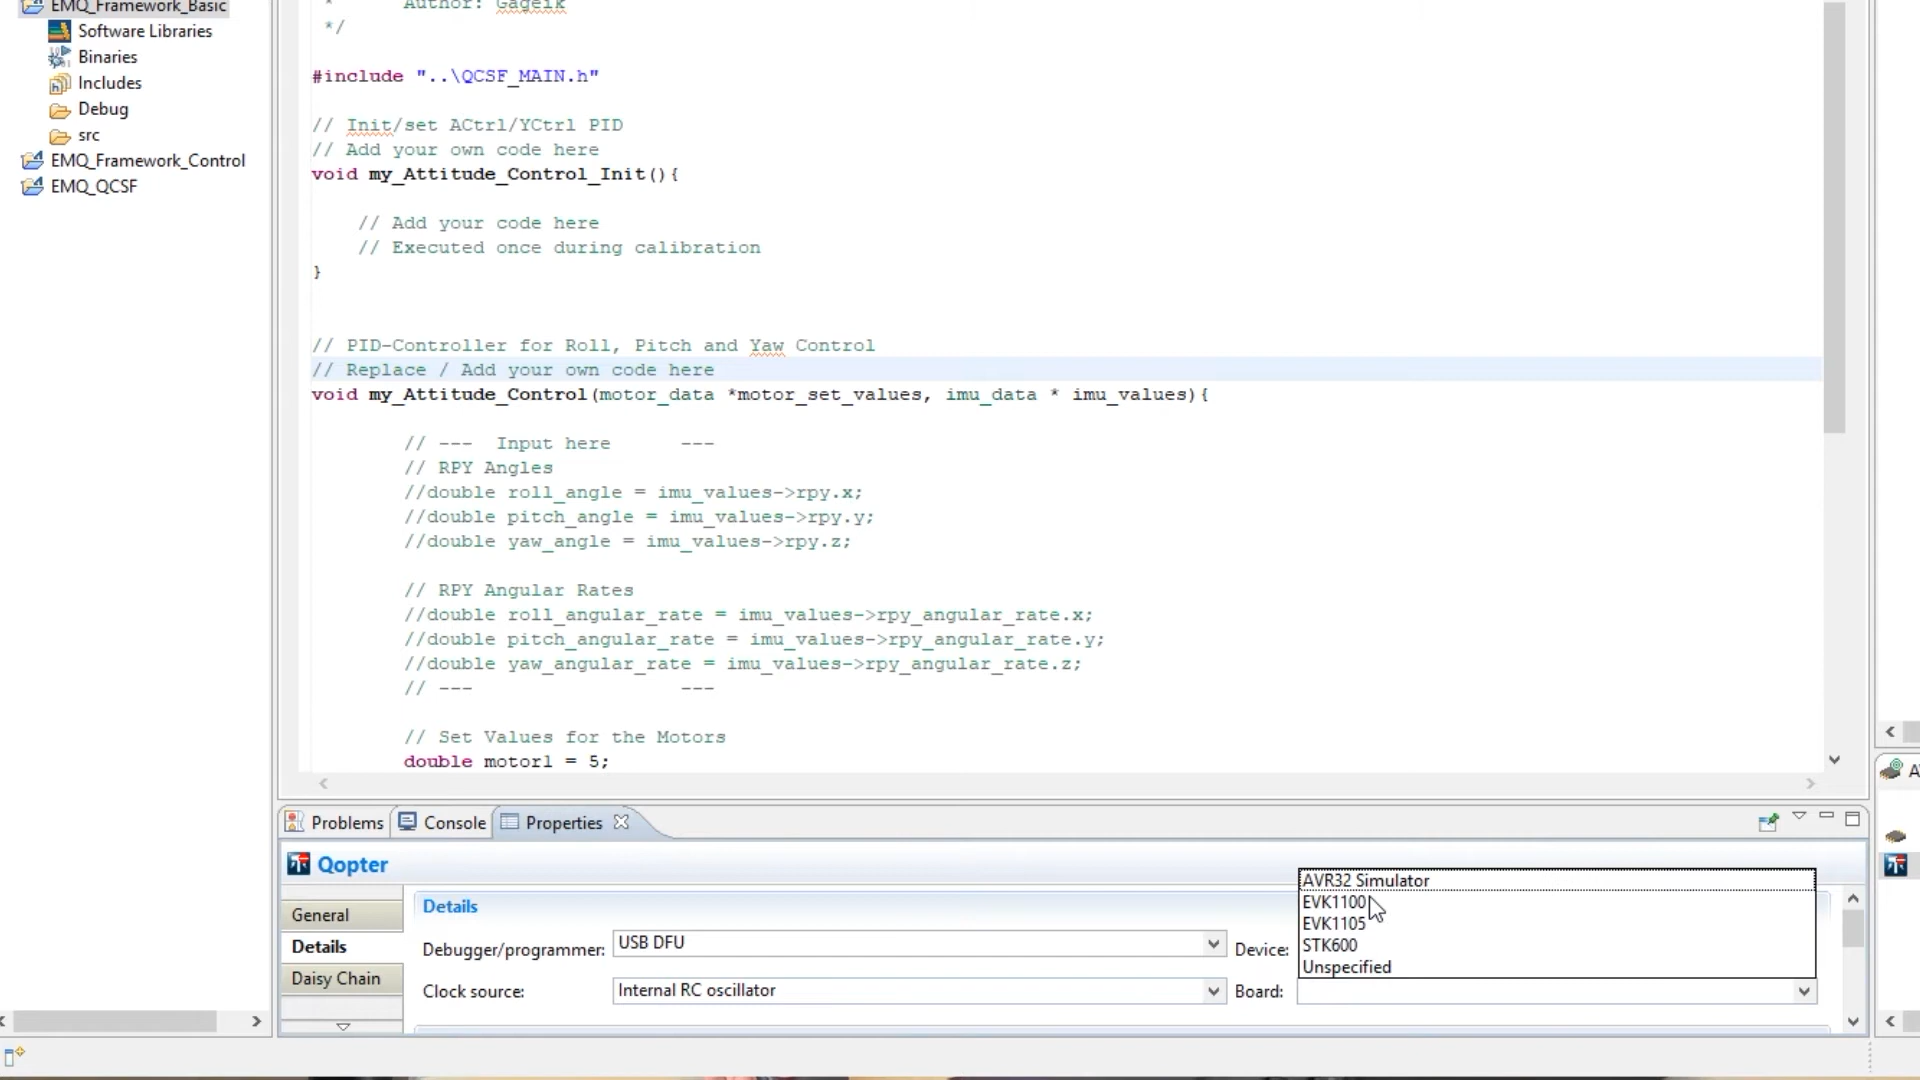 EMQ_Framework_Basic
Software Libraries
Binaries
Includes
Debug
src
EMQ_Framework_Control
EMQ_QCSF
* Author: Gageik
*/
#include "..\QCSF_MAIN.h"
// Init/set ACtrl/YCtrl PID
// Add your own code here
void my_Attitude_Control_Init(){
// Add your code here
// Executed once during calibration
}
// PID-Controller for Roll, Pitch and Yaw Control
// Replace / Add your own code here
void my_Attitude_Control(motor_data *motor_set_values, imu_data * imu_values){
// --- Input here ---
// RPY Angles
//double roll_angle = imu_values->rpy.x;
//double pitch_angle = imu_values->rpy.y;
//double yaw_angle = imu_values->rpy.z;
// RPY Angular Rates
//double roll_angular_rate = imu_values->rpy_angular_rate.x;
//double pitch_angular_rate = imu_values->rpy_angular_rate.y;
//double yaw_angular_rate = imu_values->rpy_angular_rate.z;
// --- ---
// Set Values for the Motors
double motor1 = 5;
Problems Console Properties
Qopter
General
Details
Daisy Chain
Details
Debugger/programmer: USB DFU Device:
Clock source: Internal RC oscillator Board:
AVR32 Simulator
EVK1100
EVK1105
STK600
Unspecified